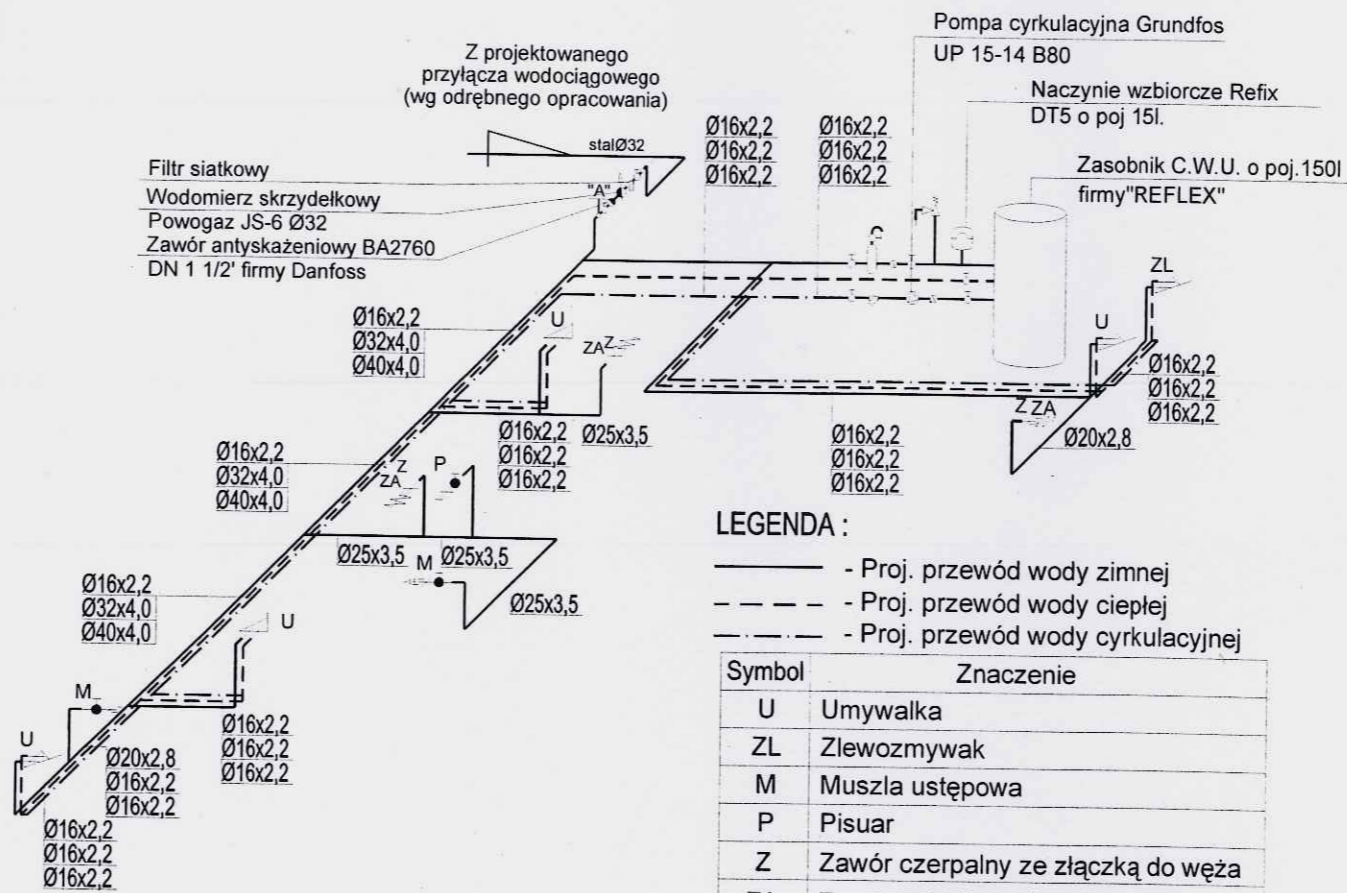 Pompa cyrkulacyjna Grundfos
UP 15-14 B80
Z projektowanego
przyłącza wodociągowego
(wg odrębnego opracowania)
Naczynie wzbiorcze Refix
DT5 o poj 15l.
Ø16x2,2 Ø16x2,2
Ø16x2,2 Ø16x2,2
Ø16x2,2 Ø16x2,2
stalØ32
Filtr siatkowy
Zasobnik C.W.U. o poj.150l
firmy"REFLEX"
"A"
Wodomierz skrzydełkowy
Powogaz JS-6 Ø32
Zawór antyskażeniowy BA2760
DN 1 1/2' firmy Danfoss
ZL
Ø16x2,2
Ø32x4,0
Ø40x4,0
U
ZA Z
U
Ø16x2,2
Ø16x2,2
Ø16x2,2
Z ZA
Ø20x2,8
Ø16x2,2 Ø25x3,5
Ø16x2,2
Ø16x2,2
Ø16x2,2
Ø16x2,2
Ø16x2,2
Ø16x2,2
Ø32x4,0
Ø40x4,0
Z
ZA
P
Ø25x3,5 Ø25x3,5
M
Ø25x3,5
LEGENDA :
- Proj. przewód wody zimnej
- Proj. przewód wody ciepłej
- Proj. przewód wody cyrkulacyjnej
Ø16x2,2
Ø32x4,0
Ø40x4,0
U
M
U
Ø16x2,2
Ø16x2,2
Ø16x2,2
Ø20x2,8
Ø16x2,2
Ø16x2,2
Ø16x2,2
Ø16x2,2
Ø16x2,2
Symbol Znaczenie
U Umywalka
ZL Zlewozmywak
M Muszla ustępowa
P Pisuar
Z Zawór czerpalny ze złączką do węża